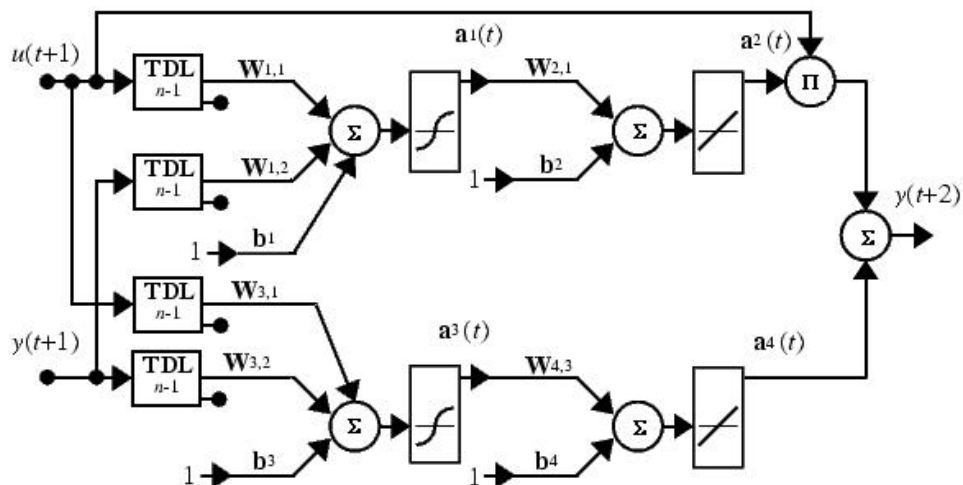 a1(t)
a2(t)
u(t+1)
TDL
n-1
W1,1
Σ
W2,1
Σ
Π
TDL
n-1
W1,2
1
b2
y(t+2)
1
b1
Σ
TDL
n-1
W3,1
y(t+1)
a3(t)
a4(t)
TDL
n-1
W3,2
Σ
W4,3
Σ
1
b3
1
b4